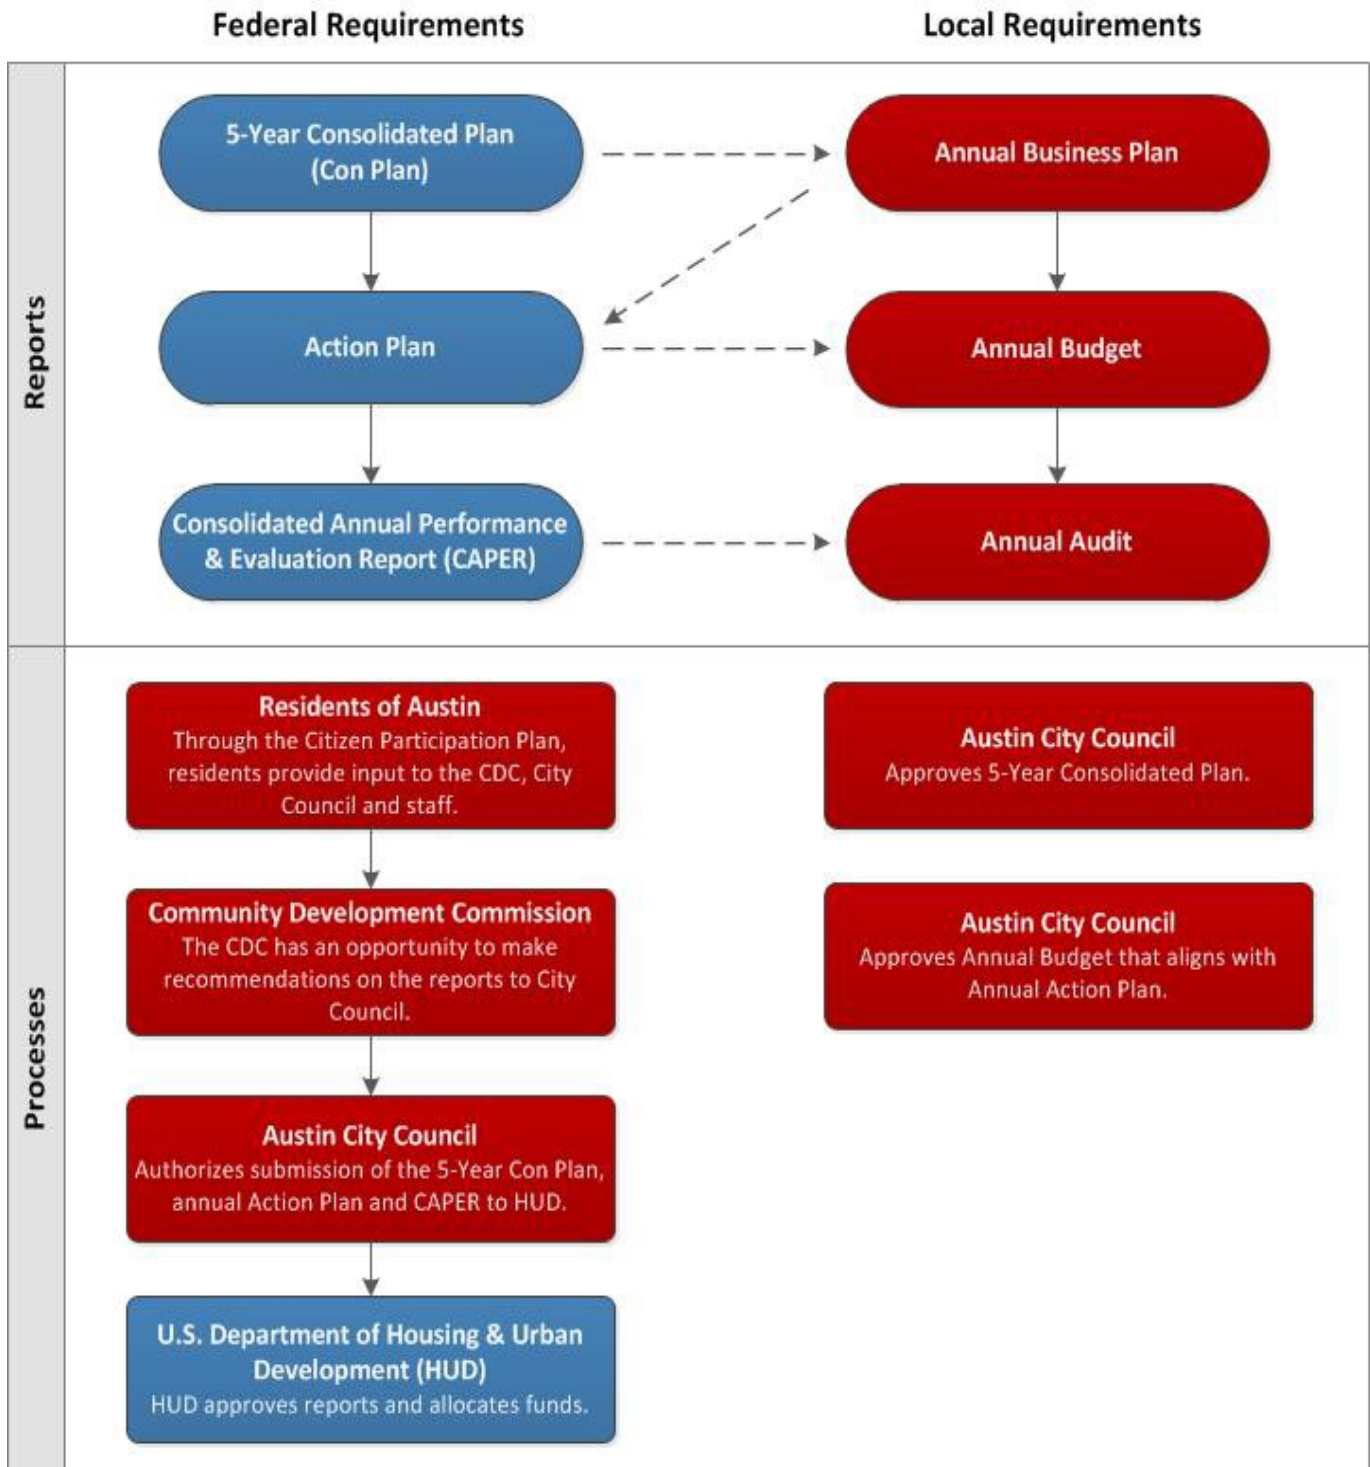 Federal Requirements
Local Requirements
Reports
5-Year Consolidated Plan
(Con Plan)
Annual Business Plan
Action Plan
Annual Budget
Consolidated Annual Performance
& Evaluation Report (CAPER)
Annual Audit
Processes
Residents of Austin
Through the Citizen Participation Plan,
residents provide input to the CDC, City
Council and staff.
Austin City Council
Approves 5-Year Consolidated Plan.
Community Development Commission
The CDC has an opportunity to make
recommendations on the reports to City
Council.
Austin City Council
Approves Annual Budget that aligns with
Annual Action Plan.
Austin City Council
Authorizes submission of the 5-Year Con Plan,
annual Action Plan and CAPER to HUD.
U.S. Department of Housing & Urban
Development (HUD)
HUD approves reports and allocates funds.